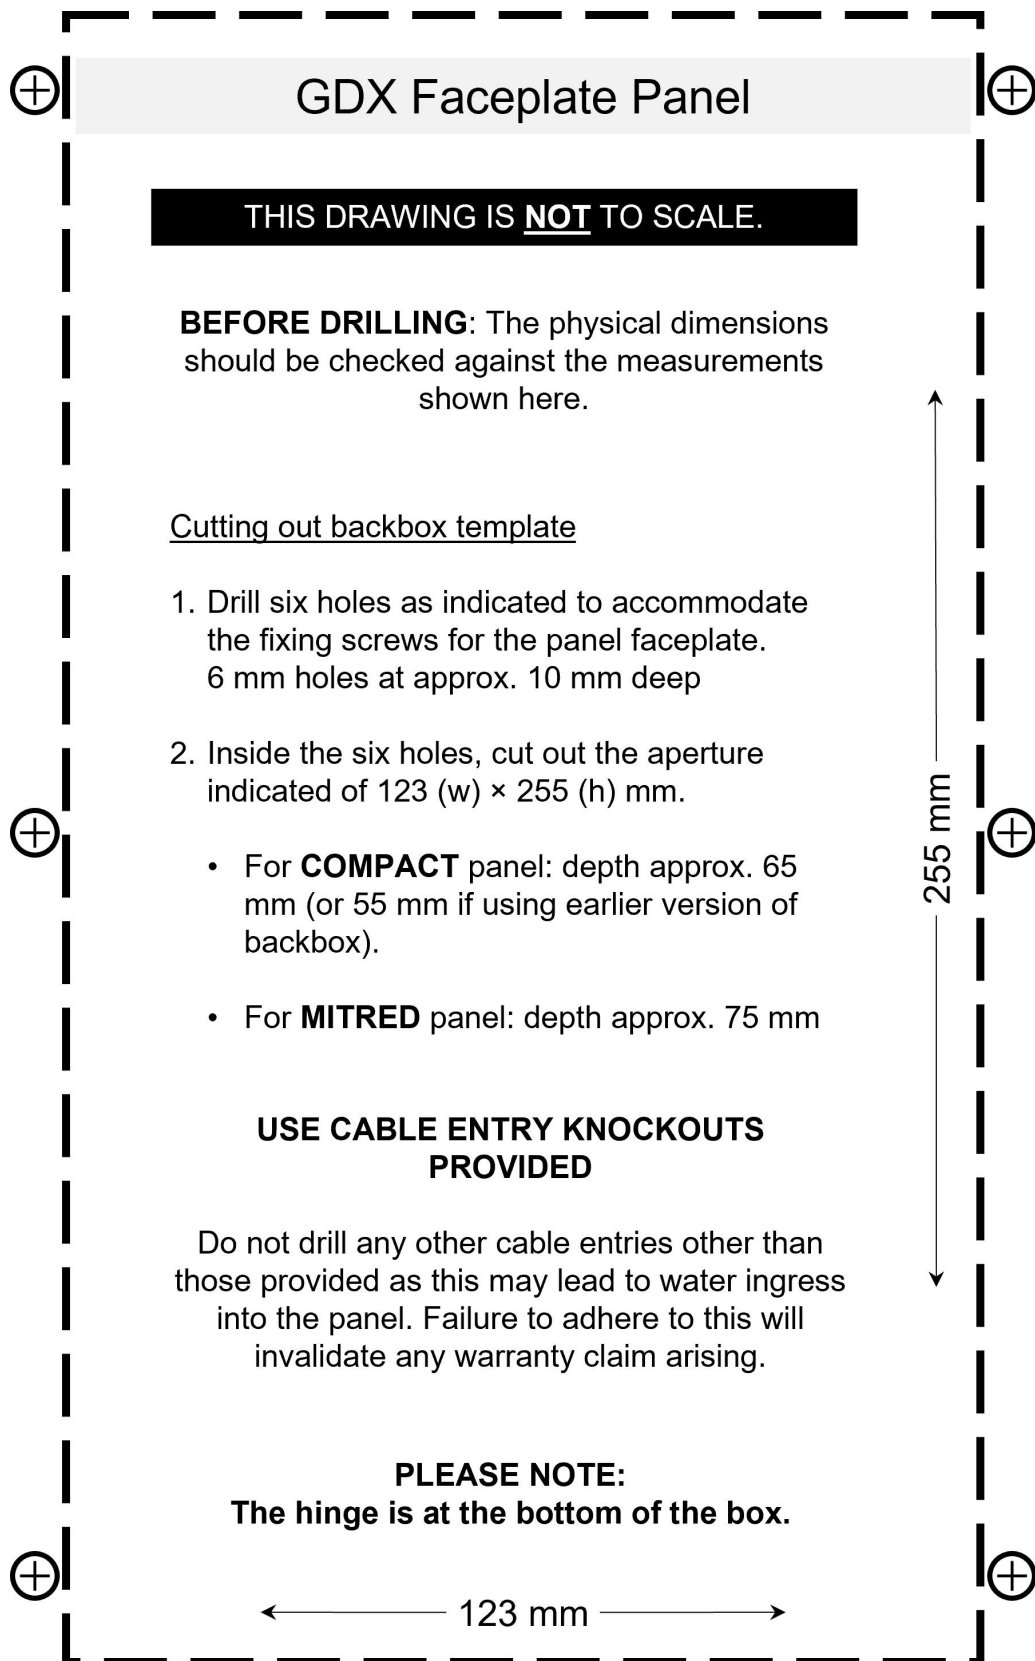 GDX Faceplate Panel
THIS DRAWING IS NOT TO SCALE.
BEFORE DRILLING: The physical dimensions
should be checked against the measurements
shown here.
Cutting out backbox template
1. Drill six holes as indicated to accommodate
the fixing screws for the panel faceplate.
6 mm holes at approx. 10 mm deep
2. Inside the six holes, cut out the aperture
indicated of 123 (w) × 255 (h) mm.
• For COMPACT panel: depth approx. 65
mm (or 55 mm if using earlier version of
backbox).
• For MITRED panel: depth approx. 75 mm
255 mm
USE CABLE ENTRY KNOCKOUTS
PROVIDED
Do not drill any other cable entries other than
those provided as this may lead to water ingress
into the panel. Failure to adhere to this will
invalidate any warranty claim arising.
PLEASE NOTE:
The hinge is at the bottom of the box.
123 mm